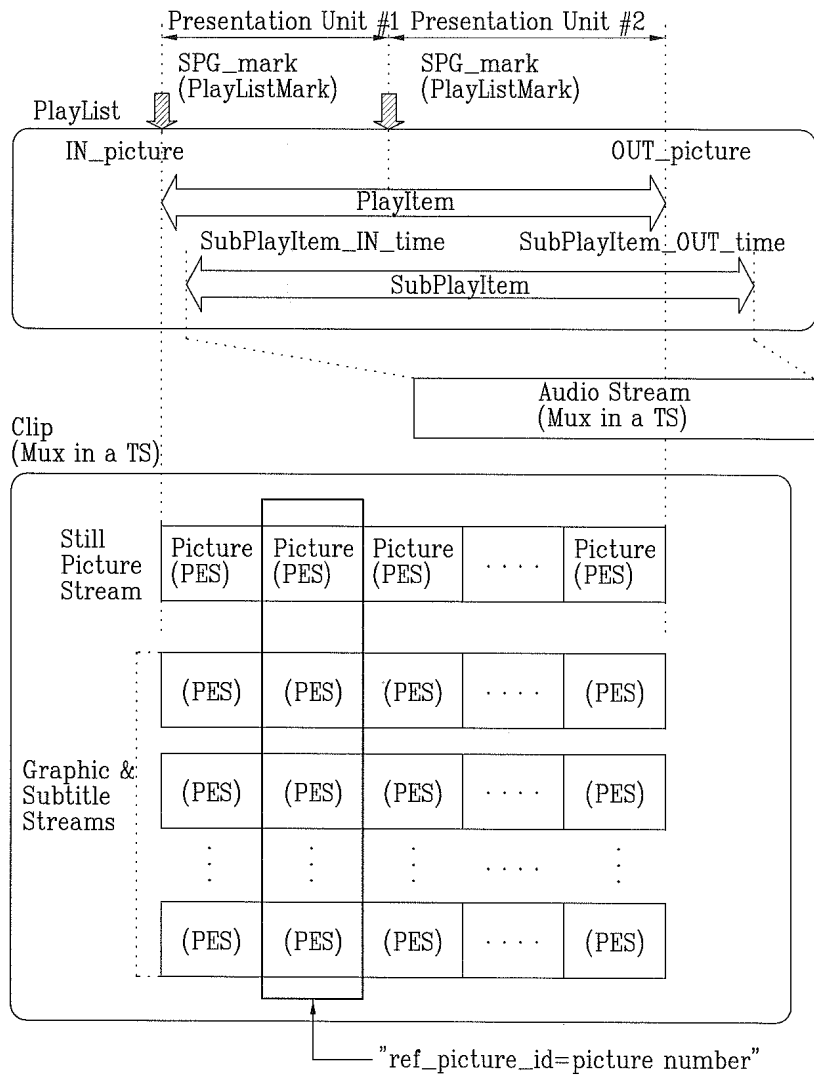 Presentation Unit #1 Presentation Unit #2
SPG_mark
(PlayListMark)
SPG_mark
(PlayListMark)
PlayList
IN_picture
OUT_picture
PlayItem
SubPlayItem_IN_time
SubPlayItem_OUT_time
SubPlayItem
Audio Stream
(Mux in a TS)
Clip
(Mux in a TS)
Still
Picture
Stream
Picture
(PES)
Picture
(PES)
Picture
(PES)
. . . .
Picture
(PES)
Graphic &
Subtitle
Streams
(PES) (PES) (PES) . . . . (PES)
(PES) (PES) (PES) . . . . (PES)
. . . .
(PES) (PES) (PES) . . . . (PES)
"ref_picture_id=picture number"